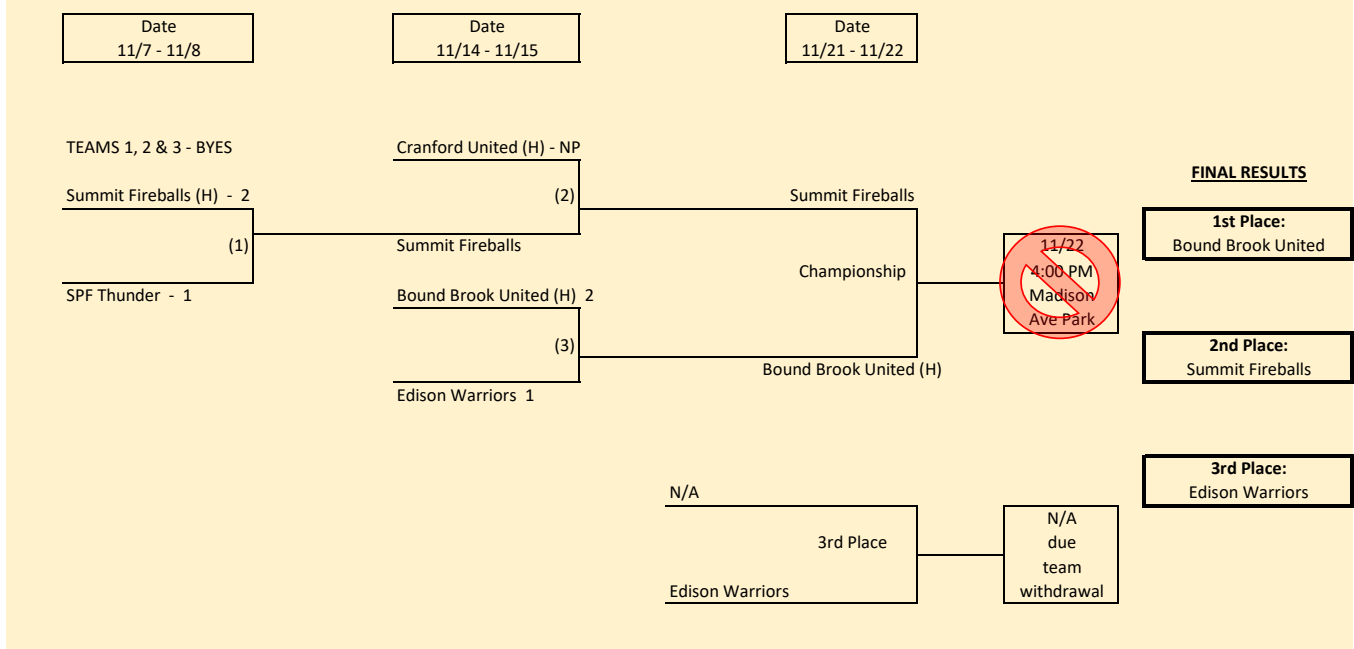 Date
11/7 - 11/8
Date
11/14 - 11/15
Date
11/21 - 11/22
TEAMS 1, 2 & 3 - BYES
Summit Fireballs (H)  -  2
(1)
SPF Thunder  -  1
Cranford United (H) - NP
(2)
Summit Fireballs
Bound Brook United (H)  2
(3)
Edison Warriors  1
Summit Fireballs
Championship
Bound Brook United (H)
11/22
4:00 PM
Madison
Ave Park
N/A
3rd Place
Edison Warriors
N/A
due
team
withdrawal
FINAL RESULTS
1st Place:
Bound Brook United
2nd Place:
Summit Fireballs
3rd Place:
Edison Warriors